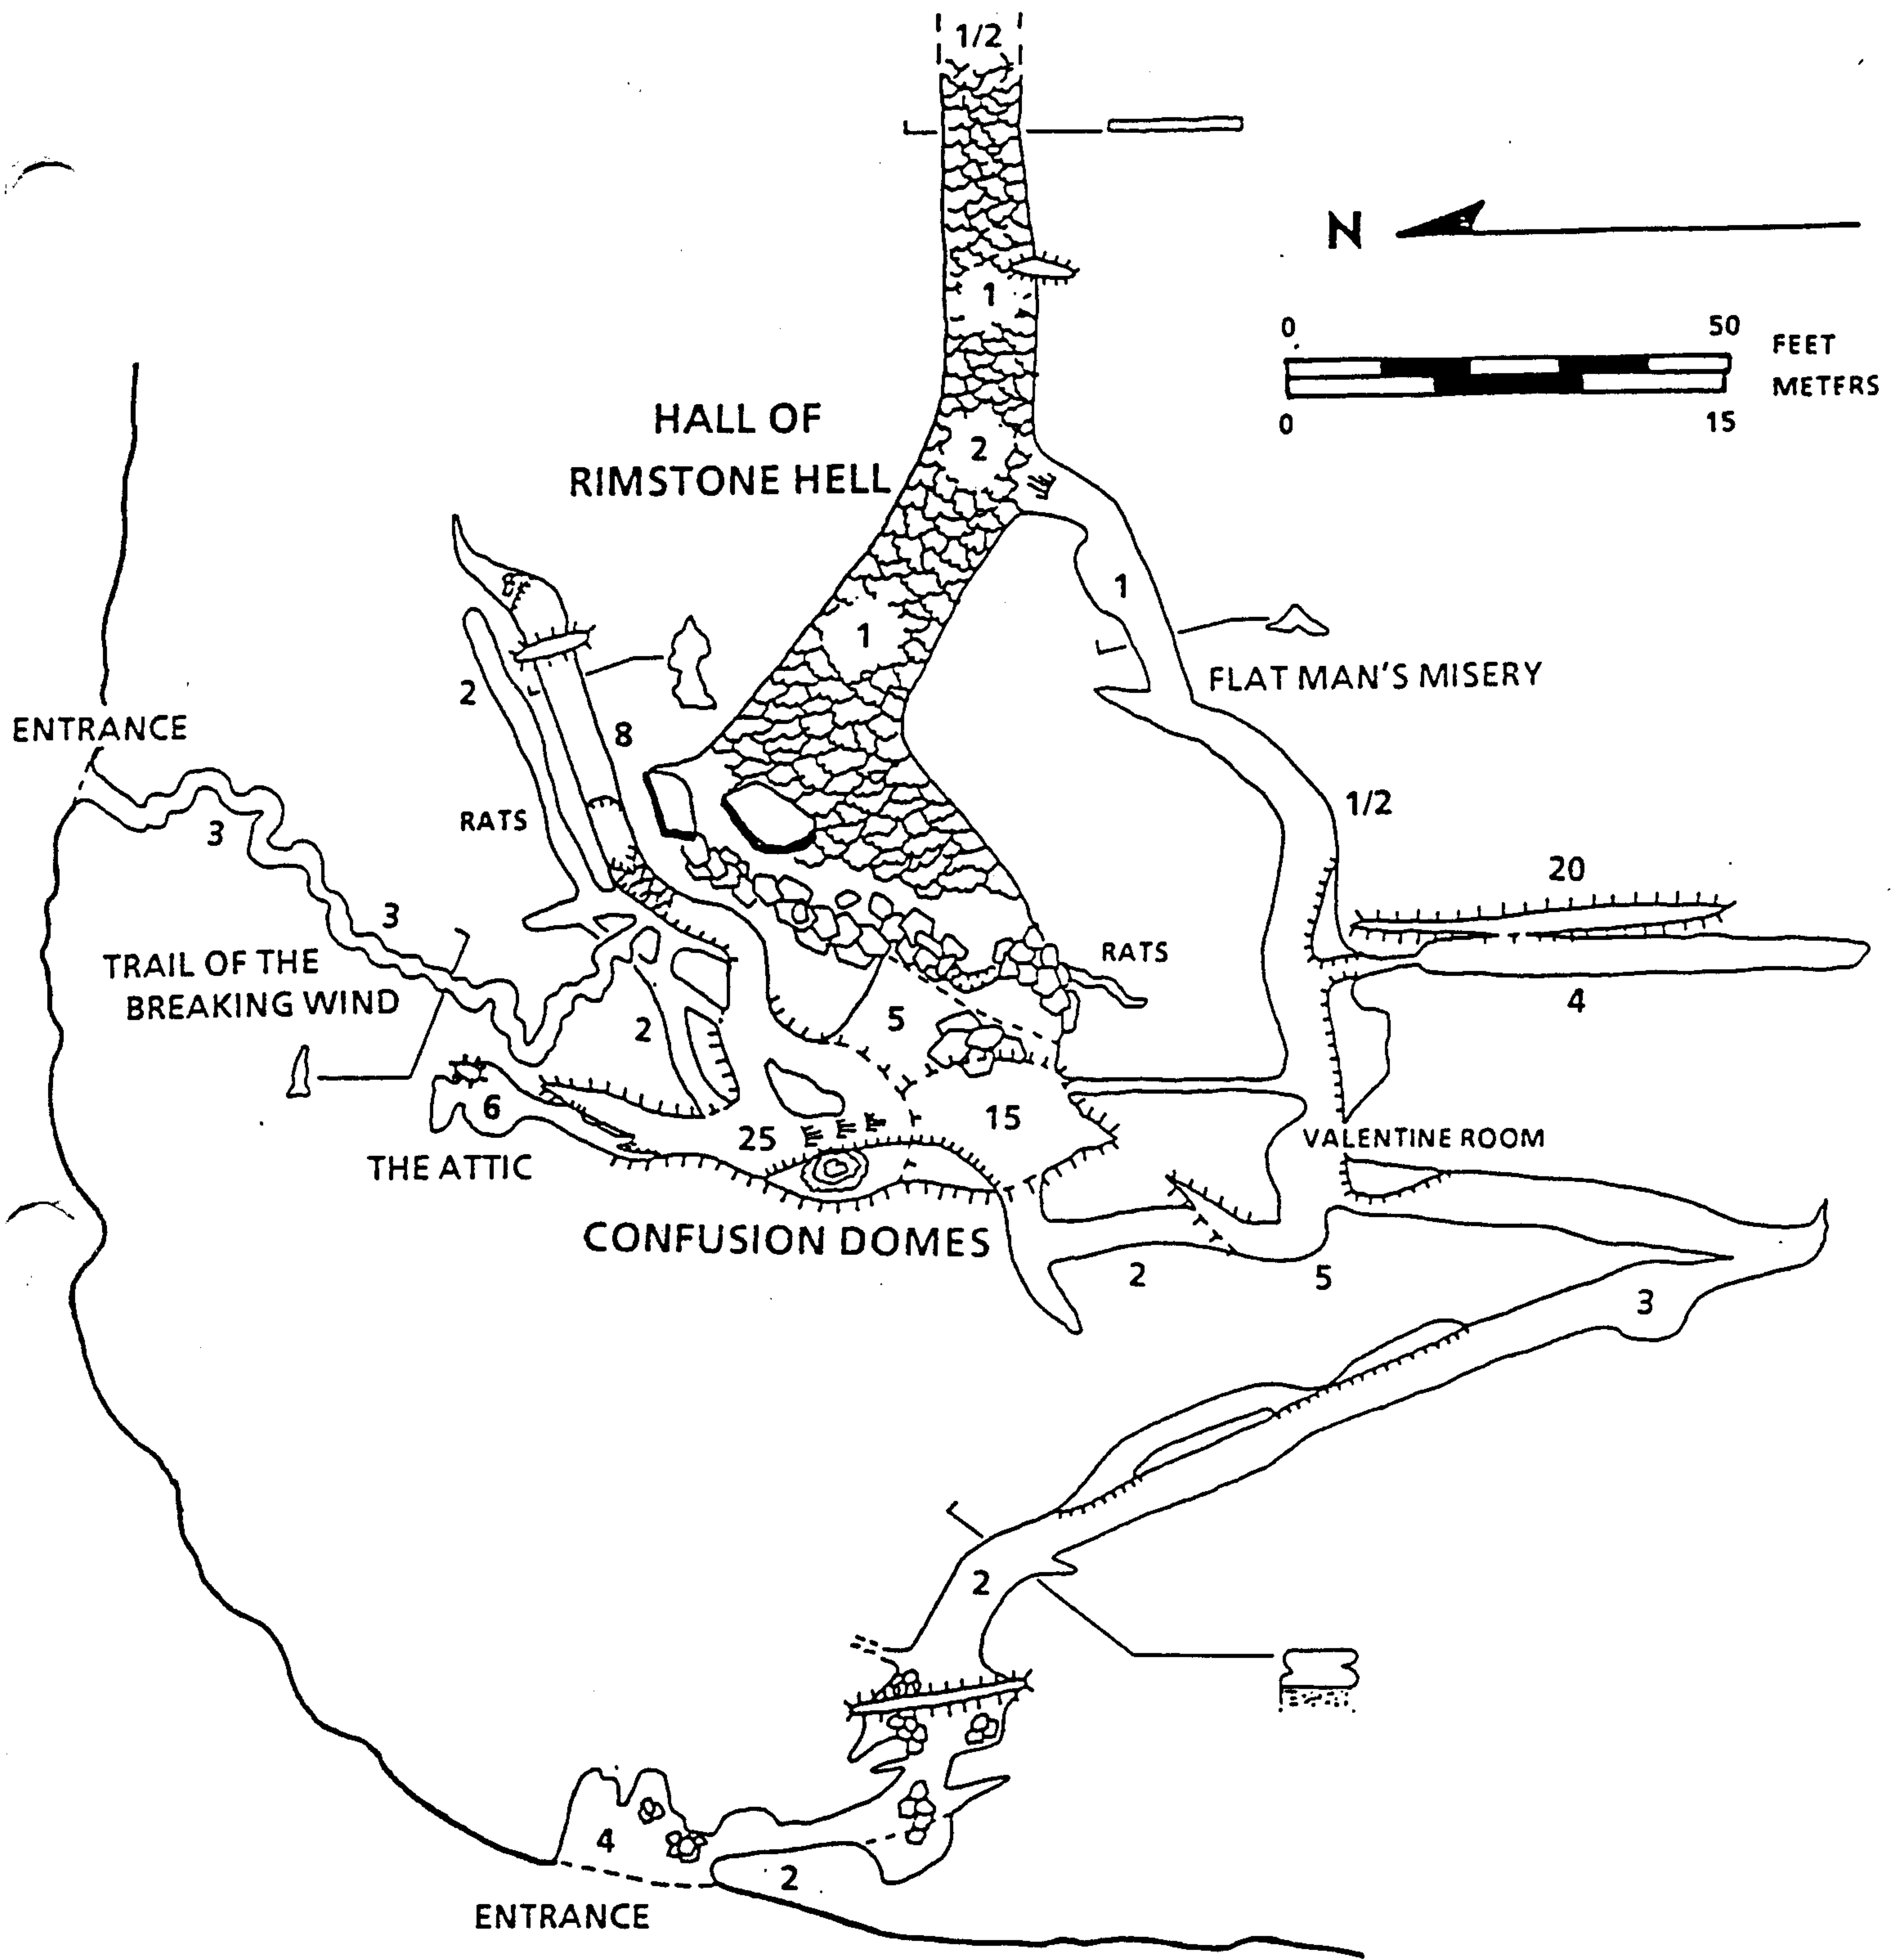 1/2
N
1
0 50
FEET
METERS
0 15
HALL OF
RIMSTONE HELL
2
1
1
FLAT MAN'S MISERY
2
8
ENTRANCE
1/2
RATS
3
20
3
TRAIL OF THE
BREAKING WIND
RATS
5
4
2
6
25
15
VALENTINE ROOM
THE ATTIC
CONFUSION DOMES
2
5
3
2
4
2
ENTRANCE